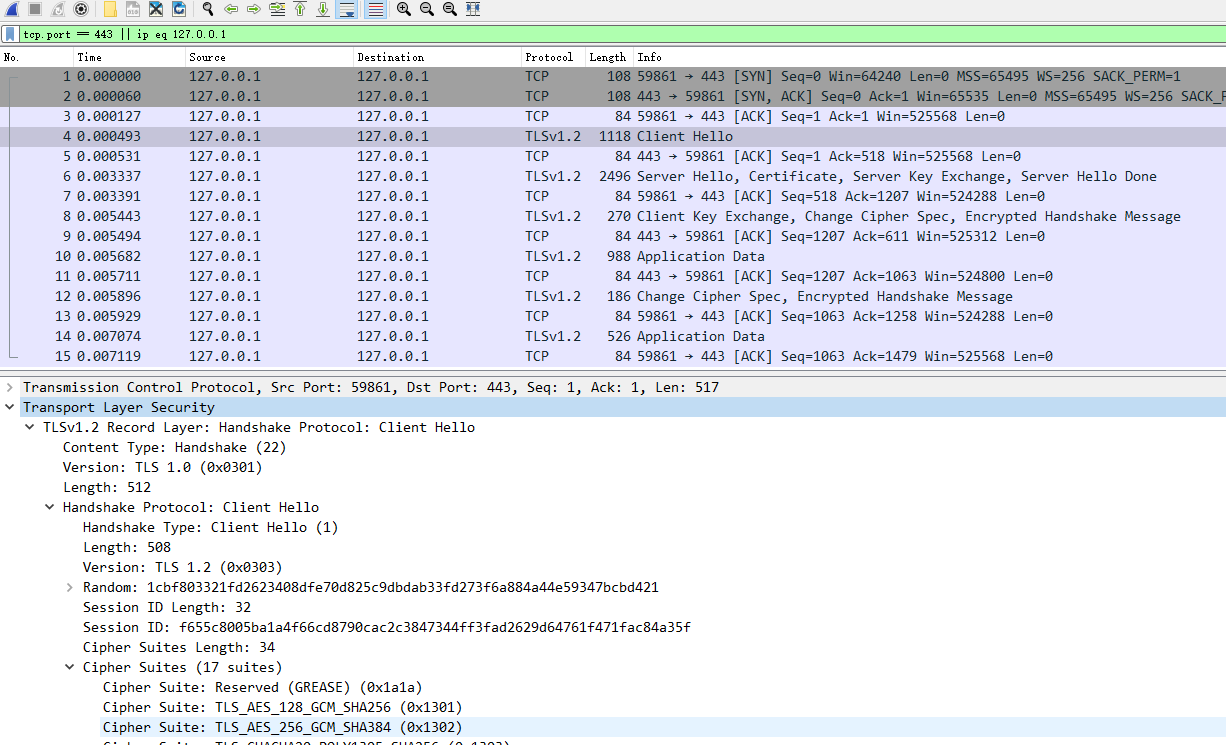 tcp.port == 443 || ip eq 127.0.0.1
No. Time Source Destination Protocol Length Info
1 0.000000 127.0.0.1 127.0.0.1 TCP 108 59861 → 443 [SYN] Seq=0 Win=64240 Len=0 MSS=65495 WS=256 SACK_PERM=1
2 0.000060 127.0.0.1 127.0.0.1 TCP 108 443 → 59861 [SYN, ACK] Seq=0 Ack=1 Win=65535 Len=0 MSS=65495 WS=256 SACK_P
3 0.000127 127.0.0.1 127.0.0.1 TCP 84 59861 → 443 [ACK] Seq=1 Ack=1 Win=525568 Len=0
4 0.000493 127.0.0.1 127.0.0.1 TLSv1.2 1118 Client Hello
5 0.000531 127.0.0.1 127.0.0.1 TCP 84 443 → 59861 [ACK] Seq=1 Ack=518 Win=525568 Len=0
6 0.003337 127.0.0.1 127.0.0.1 TLSv1.2 2496 Server Hello, Certificate, Server Key Exchange, Server Hello Done
7 0.003391 127.0.0.1 127.0.0.1 TCP 84 59861 → 443 [ACK] Seq=518 Ack=1207 Win=524288 Len=0
8 0.005443 127.0.0.1 127.0.0.1 TLSv1.2 270 Client Key Exchange, Change Cipher Spec, Encrypted Handshake Message
9 0.005494 127.0.0.1 127.0.0.1 TCP 84 443 → 59861 [ACK] Seq=1207 Ack=611 Win=525312 Len=0
10 0.005682 127.0.0.1 127.0.0.1 TLSv1.2 988 Application Data
11 0.005711 127.0.0.1 127.0.0.1 TCP 84 443 → 59861 [ACK] Seq=1207 Ack=1063 Win=524800 Len=0
12 0.005896 127.0.0.1 127.0.0.1 TLSv1.2 186 Change Cipher Spec, Encrypted Handshake Message
13 0.005929 127.0.0.1 127.0.0.1 TCP 84 59861 → 443 [ACK] Seq=1063 Ack=1258 Win=524288 Len=0
14 0.007074 127.0.0.1 127.0.0.1 TLSv1.2 526 Application Data
15 0.007119 127.0.0.1 127.0.0.1 TCP 84 59861 → 443 [ACK] Seq=1063 Ack=1479 Win=525568 Len=0
Transmission Control Protocol, Src Port: 59861, Dst Port: 443, Seq: 1, Ack: 1, Len: 517
Transport Layer Security
TLSv1.2 Record Layer: Handshake Protocol: Client Hello
Content Type: Handshake (22)
Version: TLS 1.0 (0x0301)
Length: 512
Handshake Protocol: Client Hello
Handshake Type: Client Hello (1)
Length: 508
Version: TLS 1.2 (0x0303)
Random: 1cbf803321fd2623408dfe70d825c9dbdab33fd273f6a884a44e59347bcbd421
Session ID Length: 32
Session ID: f655c8005ba1a4f66cd8790cac2c3847344ff3fad2629d64761f471fac84a35f
Cipher Suites Length: 34
Cipher Suites (17 suites)
Cipher Suite: Reserved (GREASE) (0x1a1a)
Cipher Suite: TLS_AES_128_GCM_SHA256 (0x1301)
Cipher Suite: TLS_AES_256_GCM_SHA384 (0x1302)
Cipher Suite: TLS_CHACHA20_POLY1305_SHA256 (0x1303)